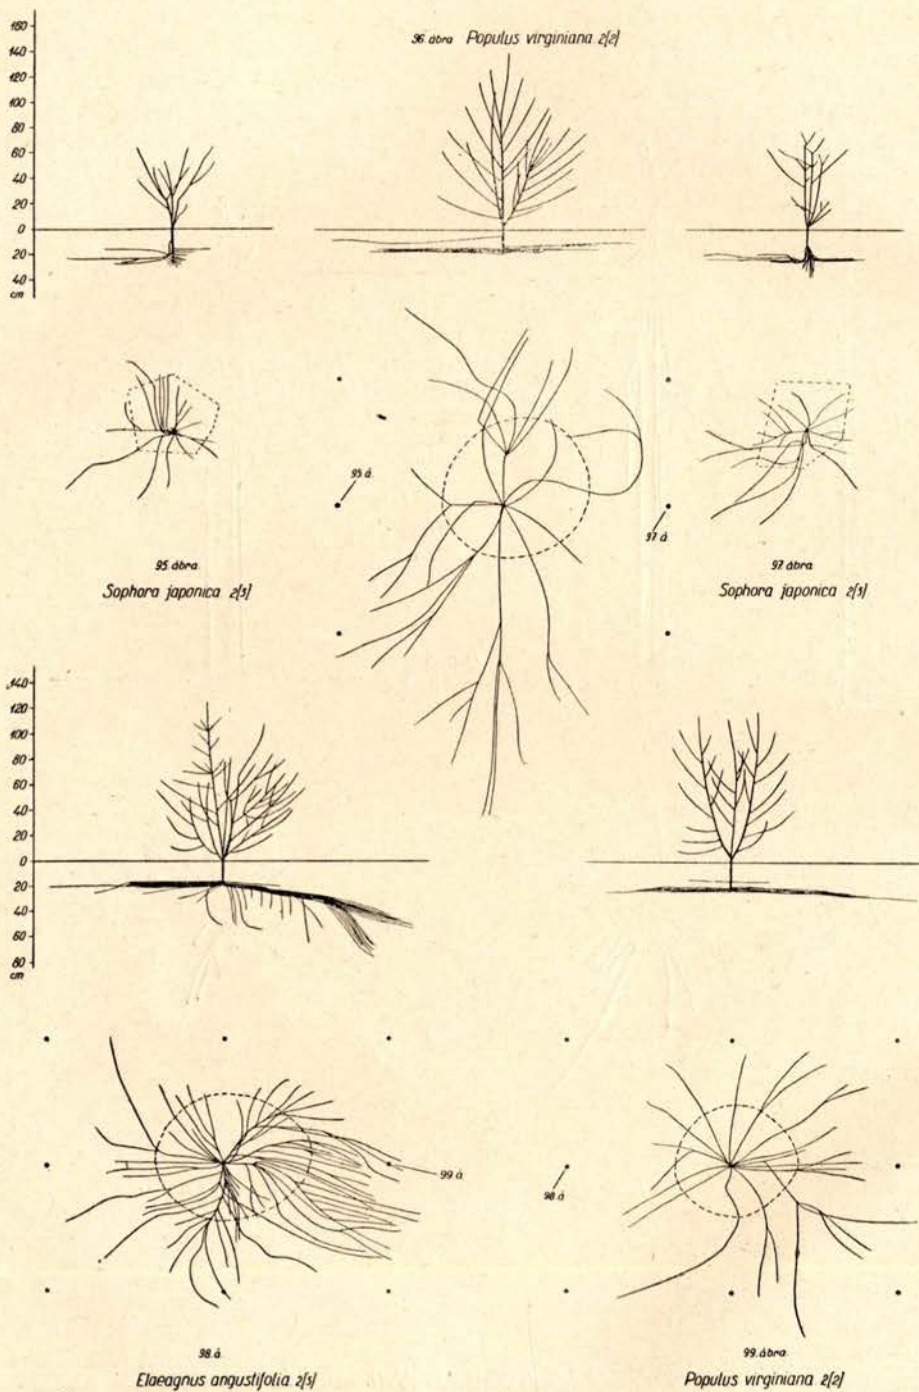 96 ábra Populus virginiana 2[2]
160
140
120
100
80
60
40
20
0
20
40
cm
95 á.
97 á
95 ábra
Sophora japonica 2[3]
97 ábra
Sophora japonica 2[3]
140
120
100
80
60
40
20
0
20
40
60
80
cm
99 á
98 á
98. á
Elaeagnus angustifolia 2[3]
99. ábra
Populus virginiana 2[2]